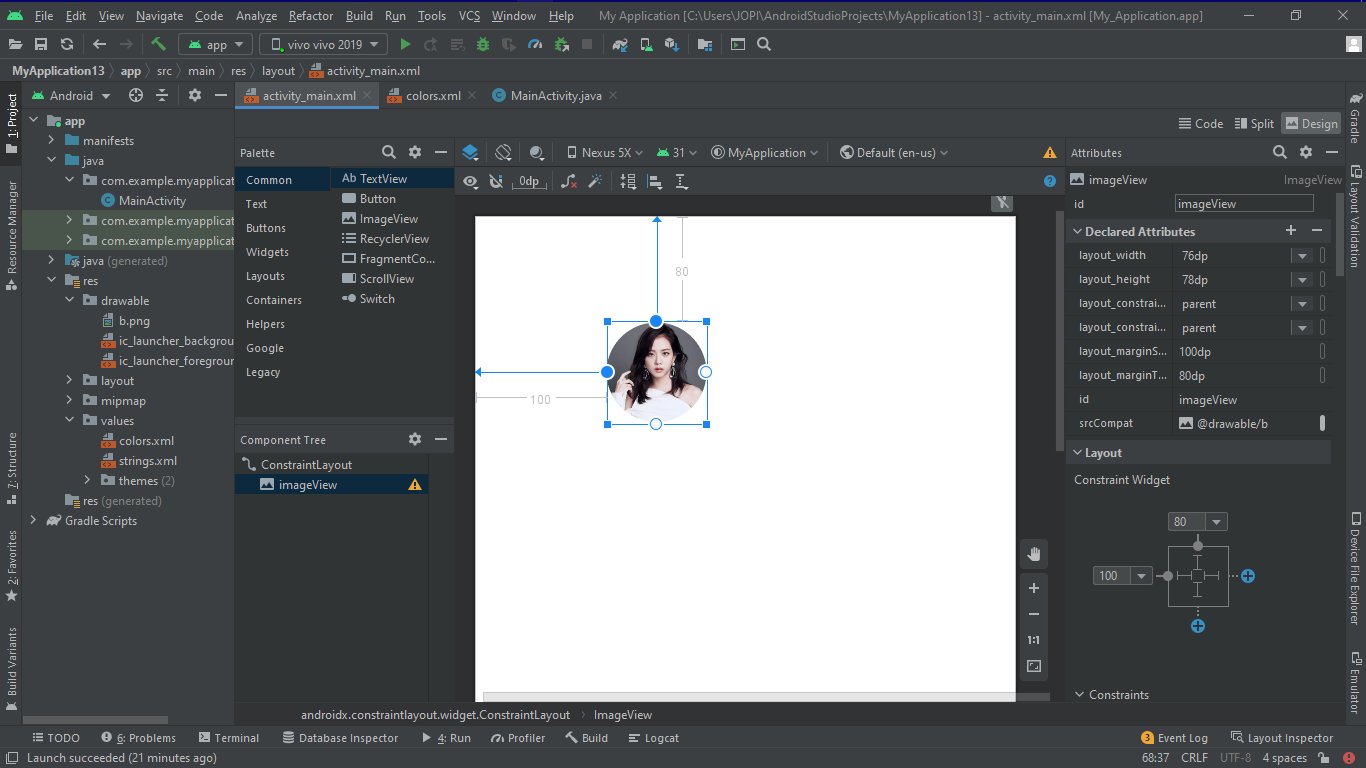 File Edit View Navigate Code Analyze Refactor Build Run Tools VCS Window Help My Application [C:\Users\JOPI\AndroidStudioProjects\MyApplication13] - activity_main.xml [My_Application.app]
app vivo vivo 2019
MyApplication13 app src main res layout activity_main.xml
Android activity_main.xml colors.xml MainActivity.java
Code Split Design
1: Project
Resource Manager
Z: Structure
2: Favorites
Build Variants
app
manifests
java
com.example.myapplicat
MainActivity
com.example.myapplicat
com.example.myapplicat
java (generated)
res
drawable
b.png
ic_launcher_backgrou
ic_launcher_foregrour
layout
mipmap
values
colors.xml
strings.xml
themes (2)
res (generated)
Gradle Scripts
Palette
Common
Text
Buttons
Widgets
Layouts
Containers
Helpers
Google
Legacy
Ab TextView
Button
ImageView
RecyclerView
FragmentCo...
ScrollView
Switch
Component Tree
ConstraintLayout
imageView
Nexus 5X 31 MyApplication Default (en-us)
0dp
80
100
1:1
Attributes
imageView ImageView
id imageView
Declared Attributes
layout_width 76dp
layout_height 78dp
layout_constrai... parent
layout_constrai... parent
layout_marginS... 100dp
layout_marginT... 80dp
id imageView
srcCompat @drawable/b
Layout
Constraint Widget
80
100
Constraints
Gradle
Layout Validation
Device File Explorer
Emulator
androidx.constraintlayout.widget.ConstraintLayout ImageView
TODO 6: Problems Terminal Database Inspector 4: Run Profiler Build Logcat 3 Event Log Layout Inspector
Launch succeeded (21 minutes ago) 68:37 CRLF UTF-8 4 spaces